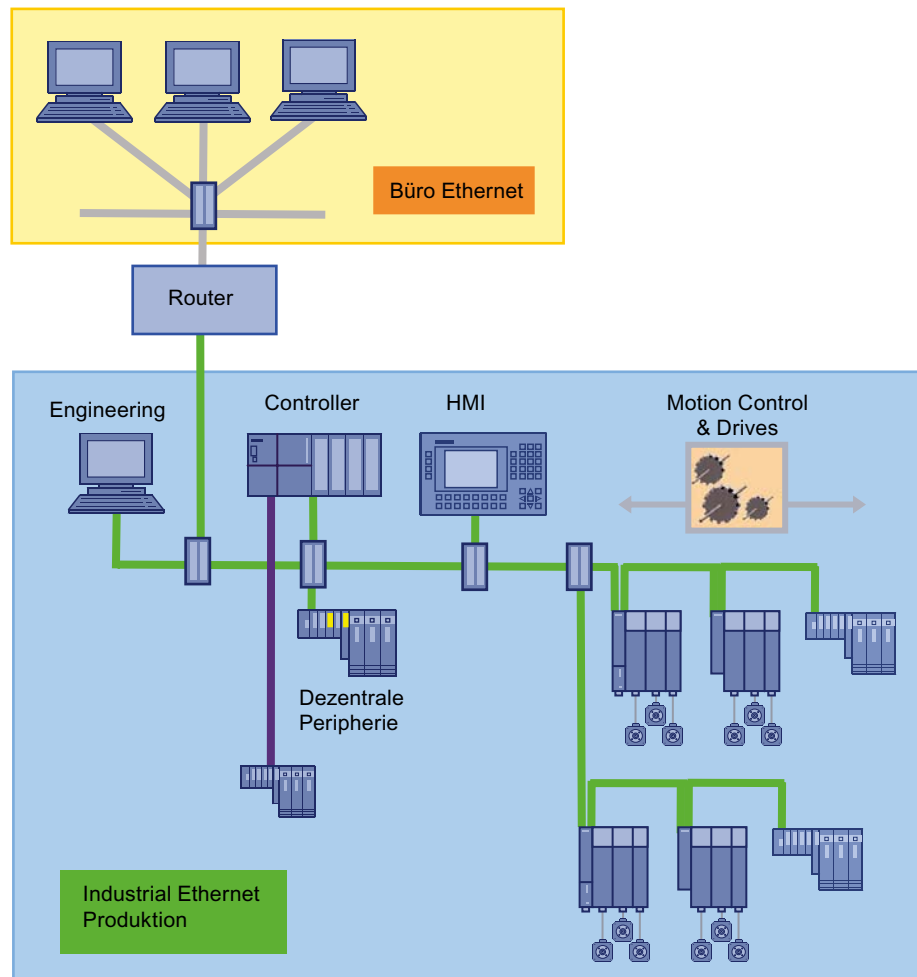 Büro Ethernet
Router
Engineering
Controller
HMI
Motion Control
& Drives
Dezentrale
Peripherie
Industrial Ethernet
Produktion